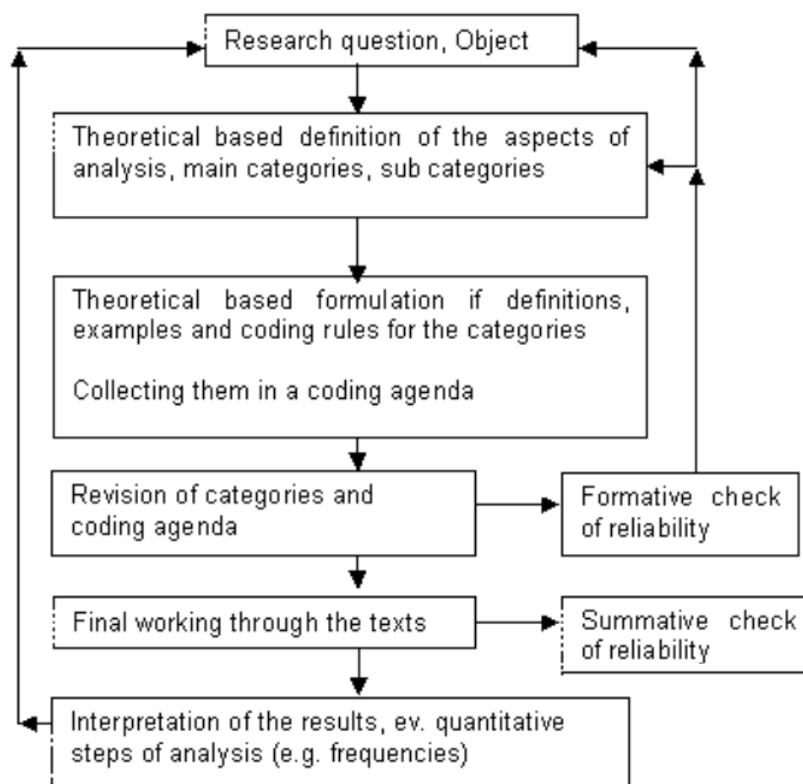 Research question, Object
Theoretical based definition of the aspects of
analysis, main categories, sub categories
Theoretical based formulation if definitions,
examples and coding rules for the categories
Collecting them in a coding agenda
Revision of categories and
coding agenda
Formative check
of reliability
Final working through the texts
Summative check
of reliability
Interpretation of the results, ev. quantitative
steps of analysis (e.g. frequencies)